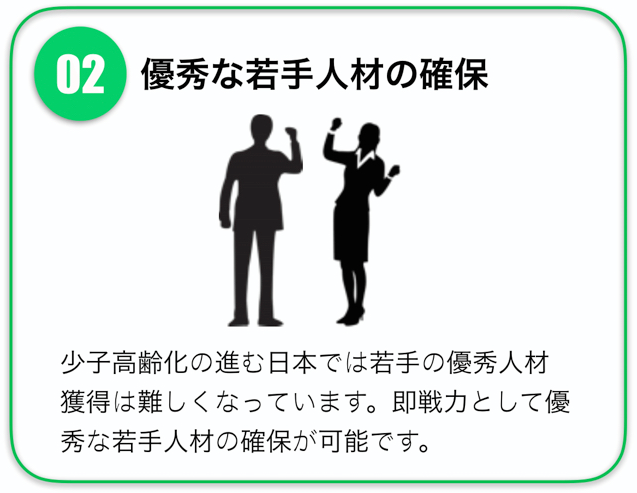 02
優秀な若手人材の確保
少子高齢化の進む日本では若手の優秀人材
獲得は難しくなっています。即戦力として優
秀な若手人材の確保が可能です。